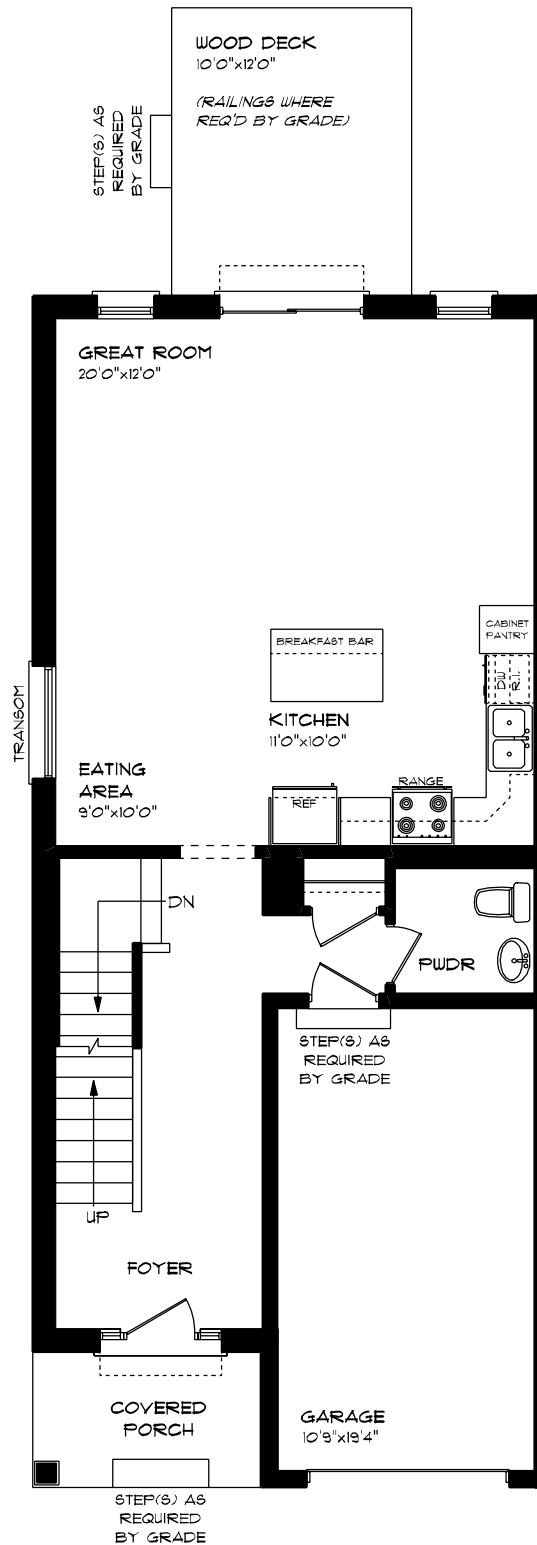 WOOD DECK
10'0"x12'0"
(RAILINGS WHERE
REQ'D BY GRADE)
STEP(S) AS
REQUIRED
BY GRADE
GREAT ROOM
20'0"x12'0"
CABINET
PANTRY
BREAKFAST BAR
DW
R.I.
TRANSOM
KITCHEN
11'0"x10'0"
EATING
AREA
9'0"x10'0"
RANGE
REF
DN
PWDR
STEP(S) AS
REQUIRED
BY GRADE
UP
FOYER
COVERED
PORCH
GARAGE
10'9"x19'4"
STEP(S) AS
REQUIRED
BY GRADE